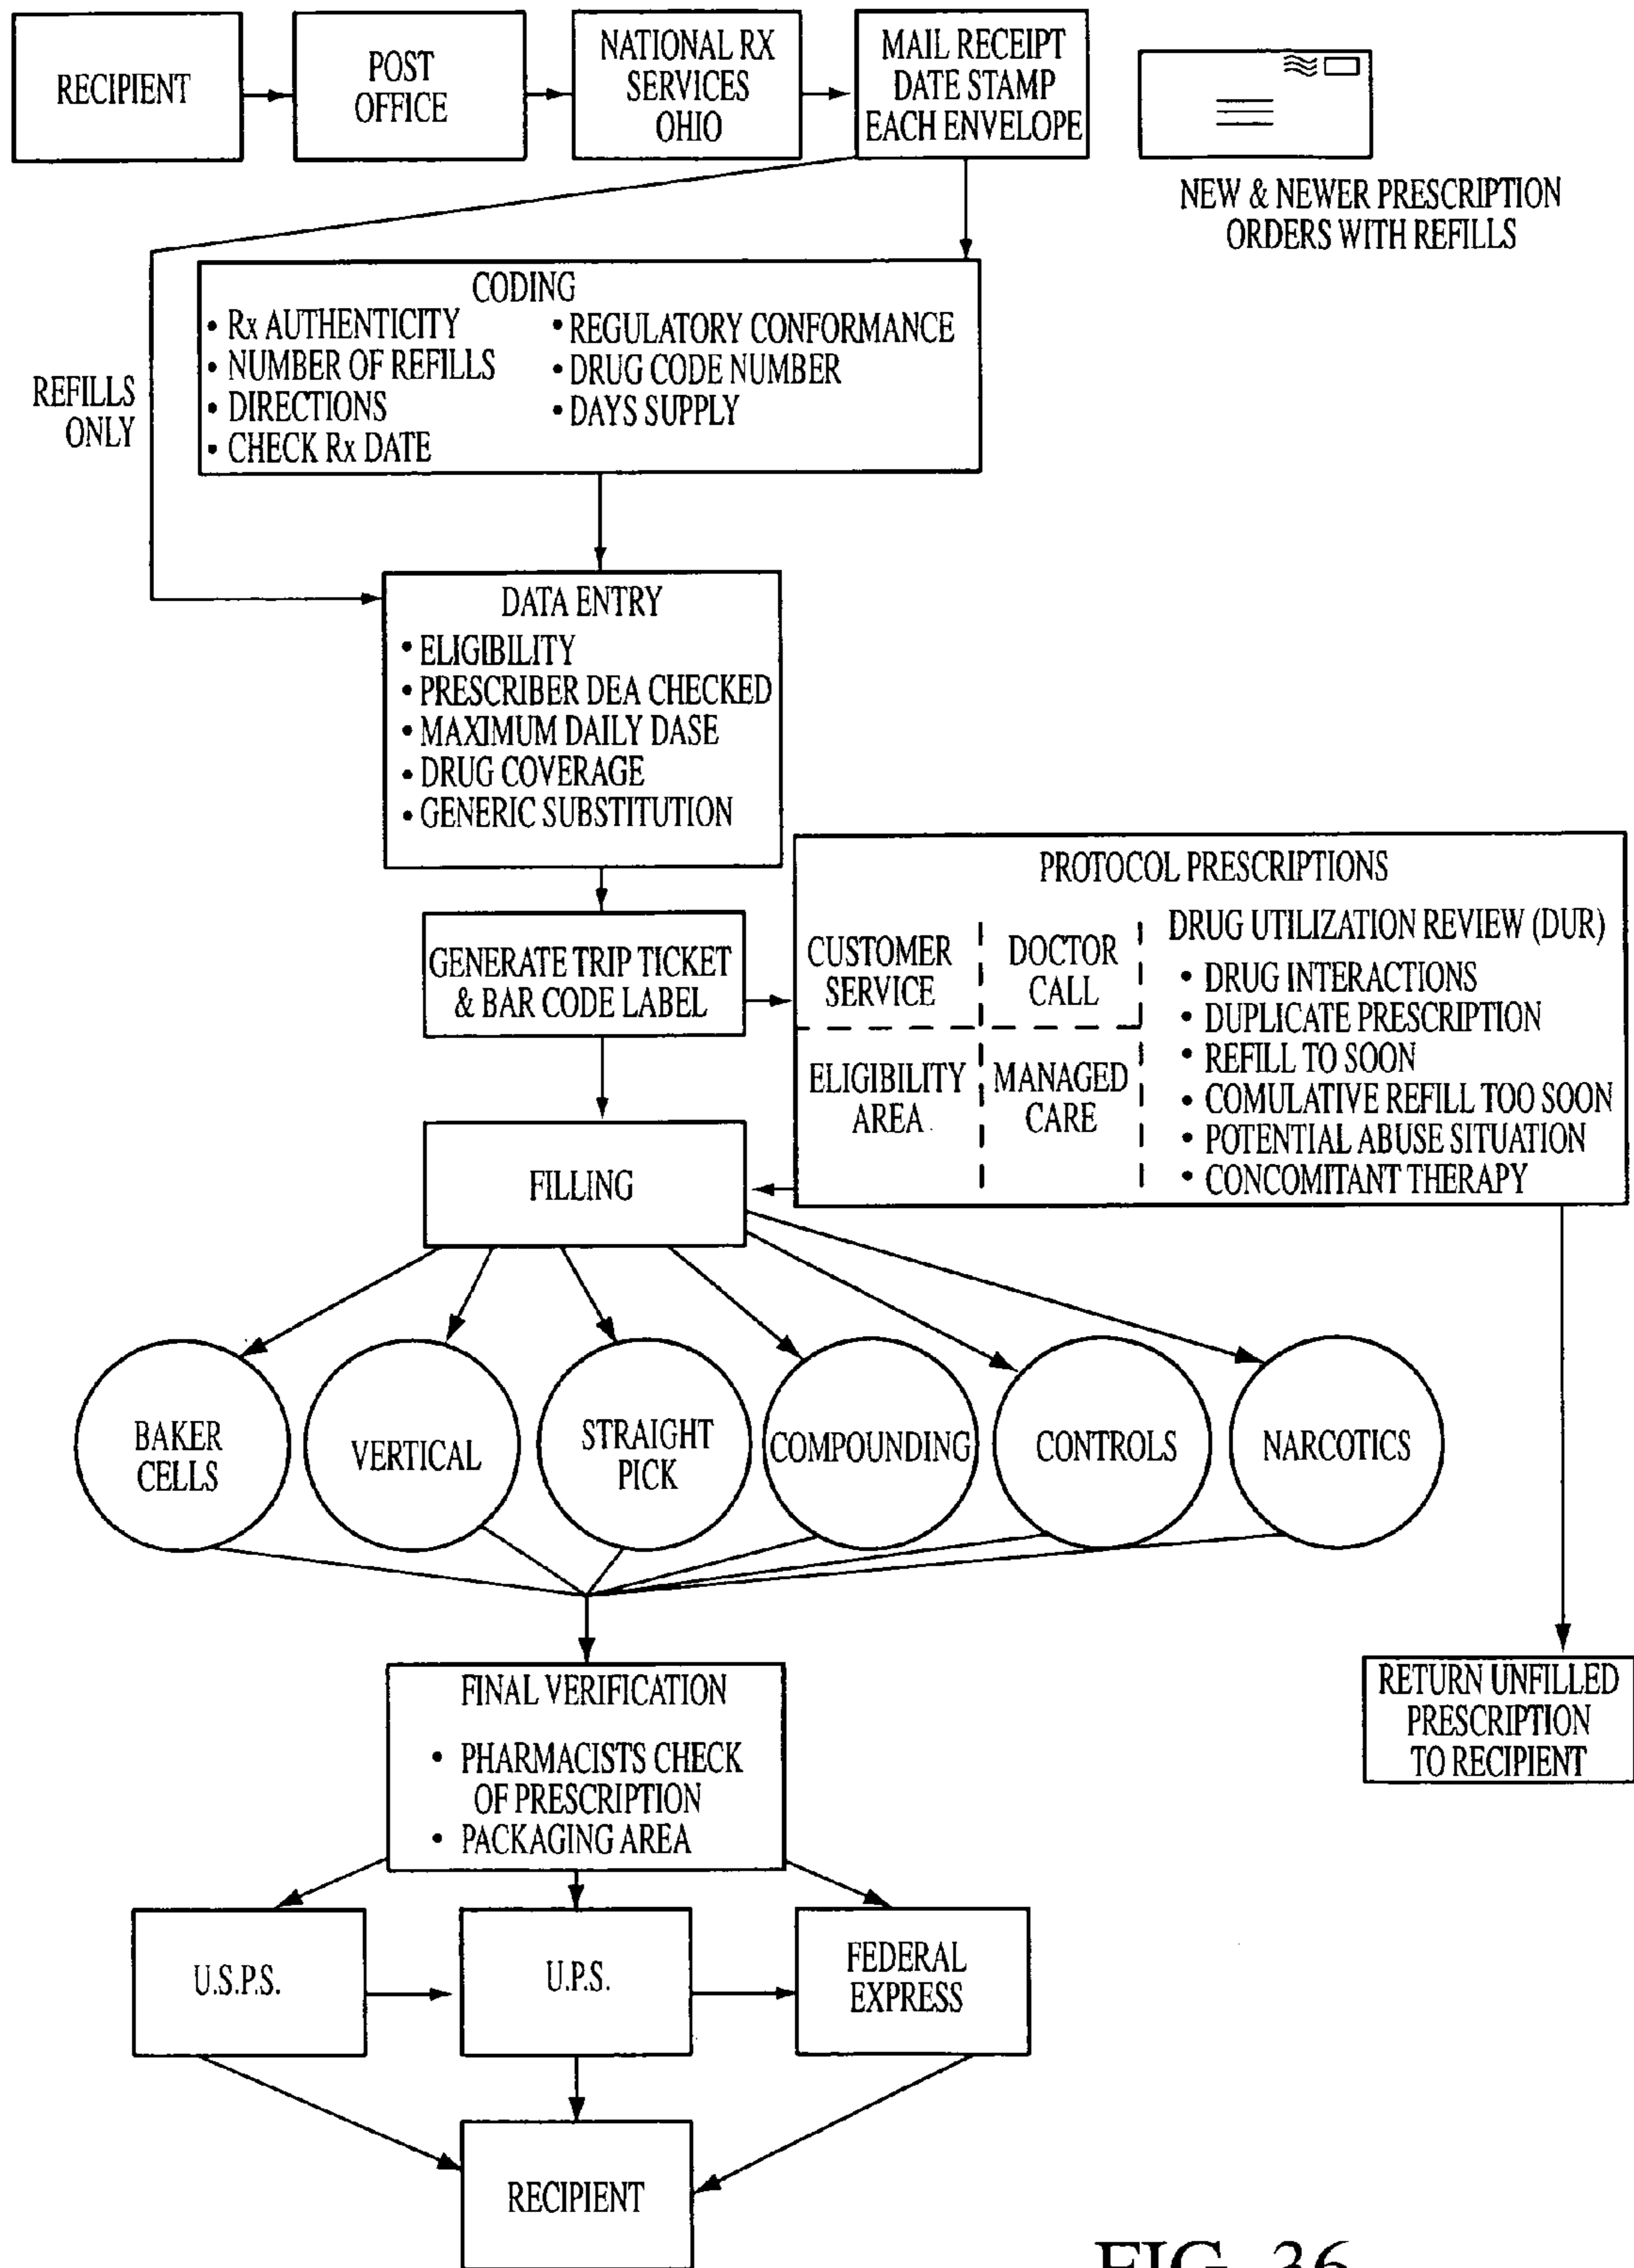 RECIPIENT
POST
OFFICE
NATIONAL RX
SERVICES
OHIO
MAIL RECEIPT
DATE STAMP
EACH ENVELOPE
NEW & NEWER PRESCRIPTION
ORDERS WITH REFILLS
REFILLS
ONLY
CODING
• Rx AUTHENTICITY
• NUMBER OF REFILLS
• DIRECTIONS
• CHECK Rx DATE
• REGULATORY CONFORMANCE
• DRUG CODE NUMBER
• DAYS SUPPLY
DATA ENTRY
• ELIGIBILITY
• PRESCRIBER DEA CHECKED
• MAXIMUM DAILY DASE
• DRUG COVERAGE
• GENERIC SUBSTITUTION
GENERATE TRIP TICKET
& BAR CODE LABEL
PROTOCOL PRESCRIPTIONS
CUSTOMER
SERVICE
DOCTOR
CALL
ELIGIBILITY
AREA
MANAGED
CARE
DRUG UTILIZATION REVIEW (DUR)
• DRUG INTERACTIONS
• DUPLICATE PRESCRIPTION
• REFILL TO SOON
• COMULATIVE REFILL TOO SOON
• POTENTIAL ABUSE SITUATION
• CONCOMITANT THERAPY
FILLING
BAKER
CELLS
VERTICAL
STRAIGHT
PICK
COMPOUNDING
CONTROLS
NARCOTICS
FINAL VERIFICATION
• PHARMACISTS CHECK
OF PRESCRIPTION
• PACKAGING AREA
RETURN UNFILLED
PRESCRIPTION
TO RECIPIENT
U.S.P.S.
U.P.S.
FEDERAL
EXPRESS
RECIPIENT
FIG. 36